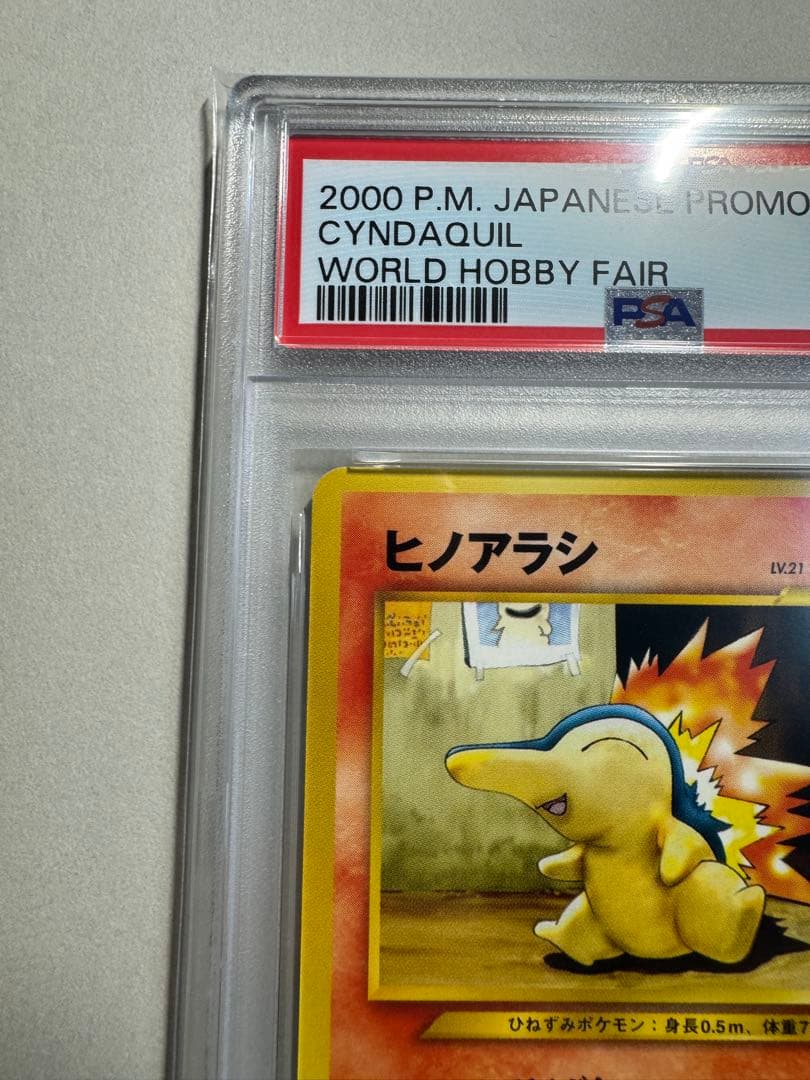 2000 P.M. JAPANESE PROMO
CYNDAQUIL
WORLD HOBBY FAIR
PSA
ヒノアラシ
LV.21
ひねずみポケモン：身長0.5m、体重7